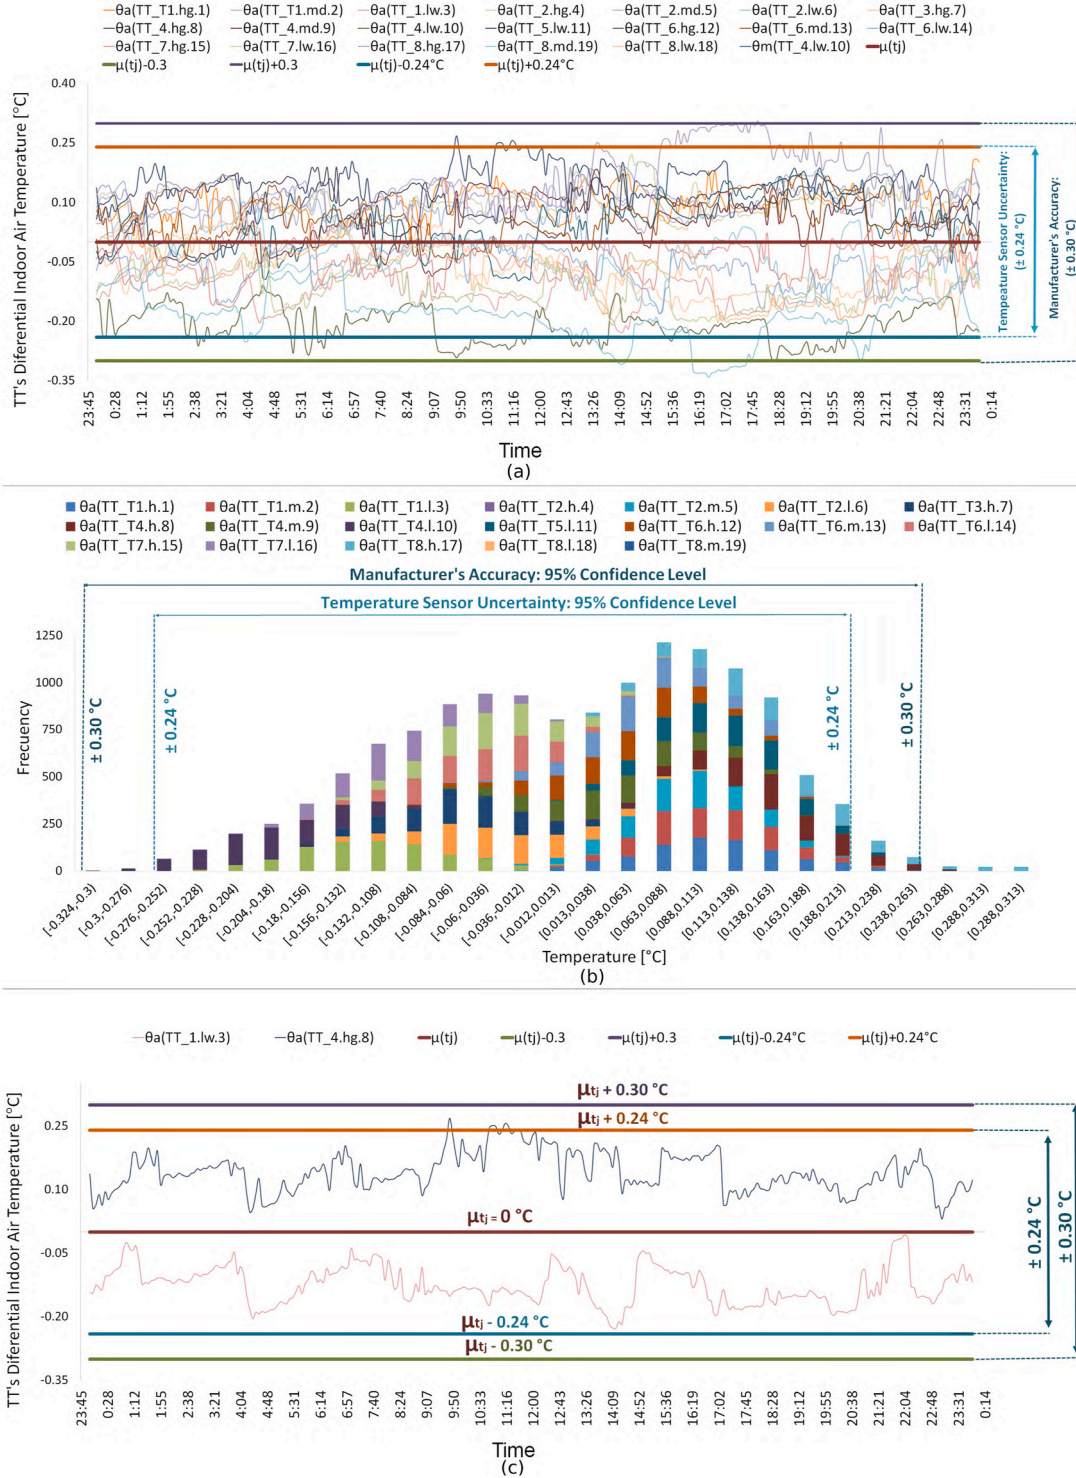 θa(TT_T1.hg.1) θa(TT_T1.md.2) θa(TT_1.lw.3) θa(TT_2.hg.4) θa(TT_2.md.5) θa(TT_2.lw.6) θa(TT_3.hg.7)
θa(TT_4.hg.8) θa(TT_4.md.9) θa(TT_4.lw.10) θa(TT_5.lw.11) θa(TT_6.hg.12) θa(TT_6.md.13) θa(TT_6.lw.14)
θa(TT_7.hg.15) θa(TT_7.lw.16) θa(TT_8.hg.17) θa(TT_8.md.19) θa(TT_8.lw.18) θm(TT_4.lw.10) μ(tj)
μ(tj)-0.3 μ(tj)+0.3 μ(tj)-0.24°C μ(tj)+0.24°C
TT's Diferential Indoor Air Temperature [°C]
0.40
0.25
0.10
-0.05
-0.20
-0.35
Tempeature Sensor Uncertainty:
(± 0.24 °C)
Manufacturer's Accuracy:
(± 0.30 °C)
23:45 0:28 1:12 1:55 2:38 3:21 4:04 4:48 5:31 6:14 6:57 7:40 8:24 9:07 9:50 10:33 11:16 12:00 12:43 13:26 14:09 14:52 15:36 16:19 17:02 17:45 18:28 19:12 19:55 20:38 21:21 22:04 22:48 23:31 0:14
Time
(a)
θa(TT_T1.h.1) θa(TT_T1.m.2) θa(TT_T1.l.3) θa(TT_T2.h.4) θa(TT_T2.m.5) θa(TT_T2.l.6) θa(TT_T3.h.7)
θa(TT_T4.h.8) θa(TT_T4.m.9) θa(TT_T4.l.10) θa(TT_T5.l.11) θa(TT_T6.h.12) θa(TT_T6.m.13) θa(TT_T6.l.14)
θa(TT_T7.h.15) θa(TT_T7.l.16) θa(TT_T8.h.17) θa(TT_T8.l.18) θa(TT_T8.m.19)
Manufacturer's Accuracy: 95% Confidence Level
Temperature Sensor Uncertainty: 95% Confidence Level
Frecuency
1250
1000
750
500
250
0
± 0.30 °C
± 0.24 °C
± 0.24 °C
± 0.30 °C
[-0.324,-0.3) [-0.3,-0.276) [-0.276,-0.252) [-0.252,-0.228) [-0.228,-0.204) [-0.204,-0.18) [-0.18,-0.156) [-0.156,-0.132) [-0.132,-0.108) [-0.108,-0.084) [-0.084,-0.06) [-0.06,-0.036) [-0.036,-0.012) [-0.012,0.013) [0.013,0.038) [0.038,0.063) [0.063,0.088) [0.088,0.113) [0.113,0.138) [0.138,0.163) [0.163,0.188) [0.188,0.213) [0.213,0.238) [0.238,0.263) [0.263,0.288) [0.288,0.313) [0.288,0.313)
Temperature [°C]
(b)
θa(TT_1.lw.3) θa(TT_4.hg.8) μ(tj) μ(tj)-0.3 μ(tj)+0.3 μ(tj)-0.24°C μ(tj)+0.24°C
TT's Diferential Indoor Air Temperature [°C]
0.25
0.10
-0.05
-0.20
-0.35
μtj + 0.30 °C
μtj + 0.24 °C
μtj = 0 °C
μtj - 0.24 °C
μtj - 0.30 °C
± 0.24 °C
± 0.30 °C
23:45 0:28 1:12 1:55 2:38 3:21 4:04 4:48 5:31 6:14 6:57 7:40 8:24 9:07 9:50 10:33 11:16 12:00 12:43 13:26 14:09 14:52 15:36 16:19 17:02 17:45 18:28 19:12 19:55 20:38 21:21 22:04 22:48 23:31 0:14
Time
(c)